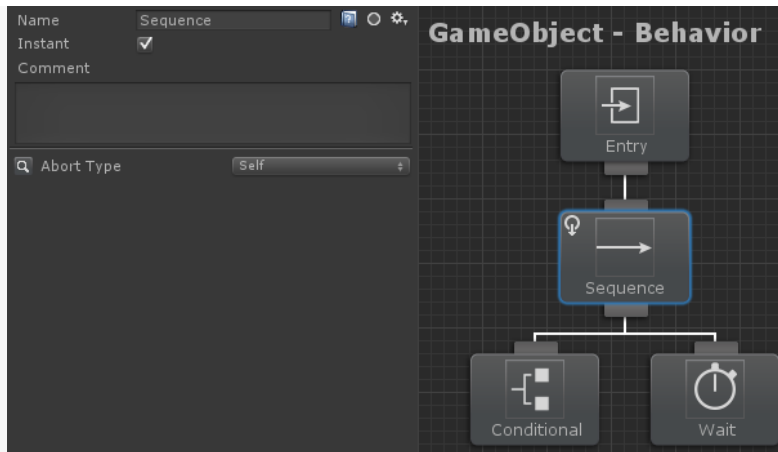 Name Sequence
Instant
Comment
Abort Type Self
GameObject - Behavior
Entry
Sequence
Conditional
Wait